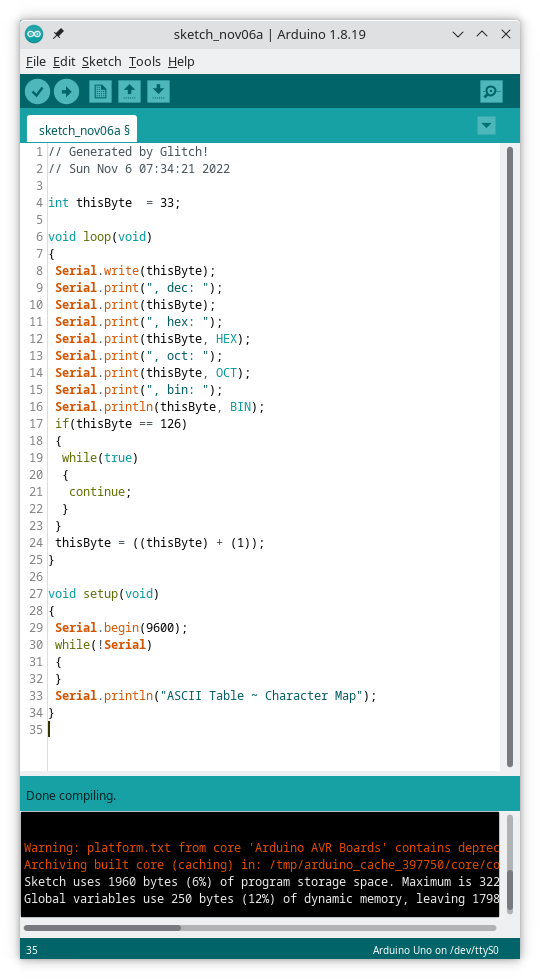 sketch_nov06a | Arduino 1.8.19
File Edit Sketch Tools Help
sketch_nov06a §
1 // Generated by Glitch!
2 // Sun Nov 6 07:34:21 2022
3
4 int thisByte  = 33;
5
6 void loop(void)
7 {
8  Serial.write(thisByte);
9  Serial.print(", dec: ");
10  Serial.print(thisByte);
11  Serial.print(", hex: ");
12  Serial.print(thisByte, HEX);
13  Serial.print(", oct: ");
14  Serial.print(thisByte, OCT);
15  Serial.print(", bin: ");
16  Serial.println(thisByte, BIN);
17  if(thisByte == 126)
18  {
19   while(true)
20   {
21    continue;
22   }
23  }
24  thisByte = ((thisByte) + (1));
25 }
26
27 void setup(void)
28 {
29  Serial.begin(9600);
30  while(!Serial)
31  {
32  }
33  Serial.println("ASCII Table ~ Character Map");
34 }
35
Done compiling.
Warning: platform.txt from core 'Arduino AVR Boards' contains deprec
Archiving built core (caching) in: /tmp/arduino_cache_397750/core/co
Sketch uses 1960 bytes (6%) of program storage space. Maximum is 322
Global variables use 250 bytes (12%) of dynamic memory, leaving 1798
35 Arduino Uno on /dev/ttyS0